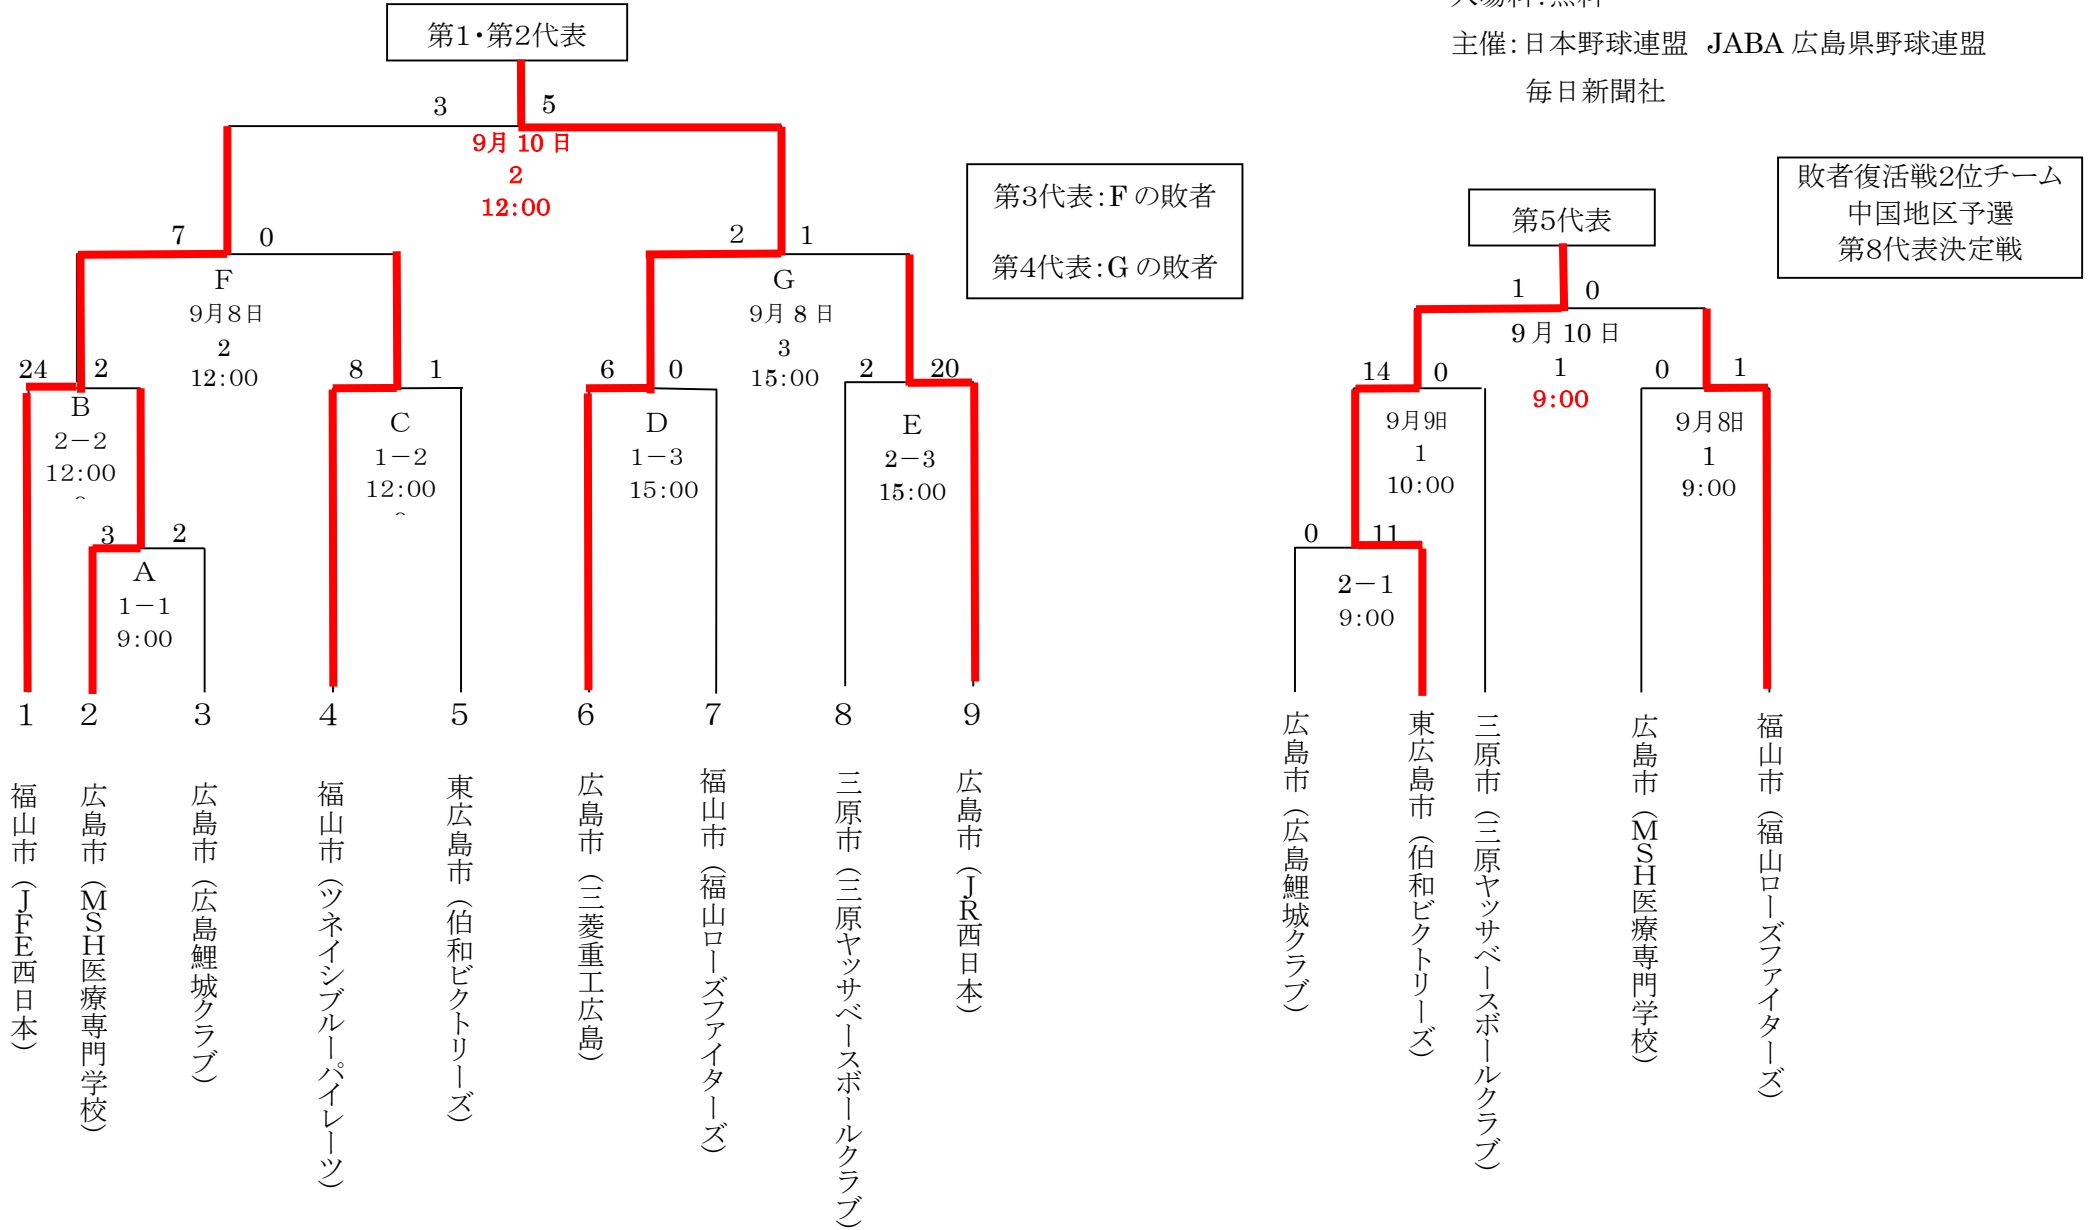 第1・第2代表
主催：日本野球連盟 JABA 広島県野球連盟
毎日新聞社
3 5
9月 10 日
2
12:00
第3代表：F の敗者
第4代表：G の敗者
7 0
F
9月8日
2
12:00
2 1
G
9月 8 日
3
15:00
24 2
B
2－2
12:00
8 1
C
1－2
12:00
6 0
D
1－3
15:00
2 20
E
2－3
15:00
3 2
A
1－1
9:00
1 2 3 4 5 6 7 8 9
福山市（JFE西日本）
広島市（MSH医療専門学校）
広島市（広島鯉城クラブ）
福山市（ツネイシブルーパイレーツ）
東広島市（伯和ビクトリーズ）
広島市（三菱重工広島）
福山市（福山ローズファイターズ）
三原市（三原ヤッサベースボールクラブ）
広島市（JR西日本）
敗者復活戦2位チーム
中国地区予選
第8代表決定戦
第5代表
1 0
9 月 10 日
1
9:00
14 0
9月9日
1
10:00
0 1
9月8日
1
9:00
0 11
2－1
9:00
広島市（広島鯉城クラブ）
東広島市（伯和ビクトリーズ）
三原市（三原ヤッサベースボールクラブ）
広島市（MSH医療専門学校）
福山市（福山ローズファイターズ）